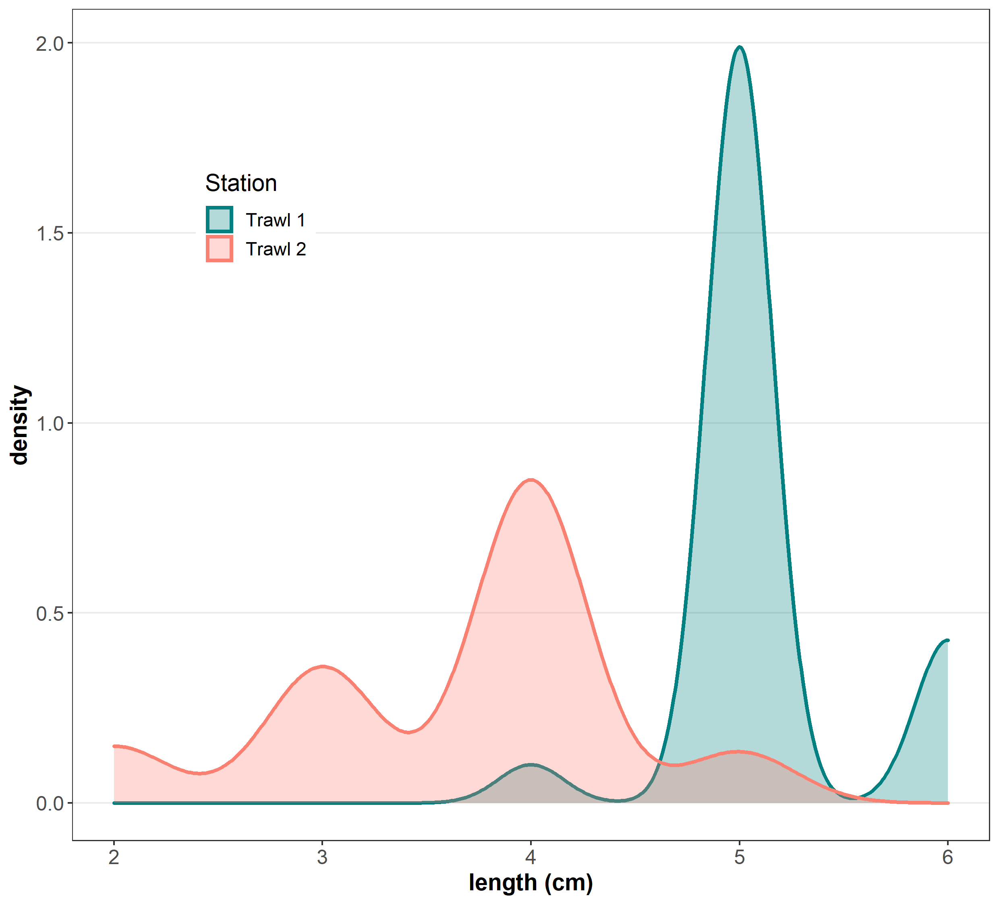 2.0
1.5
1.0
0.5
0.0
density
Station
Trawl 1
Trawl 2
2 3 4 5 6
length (cm)